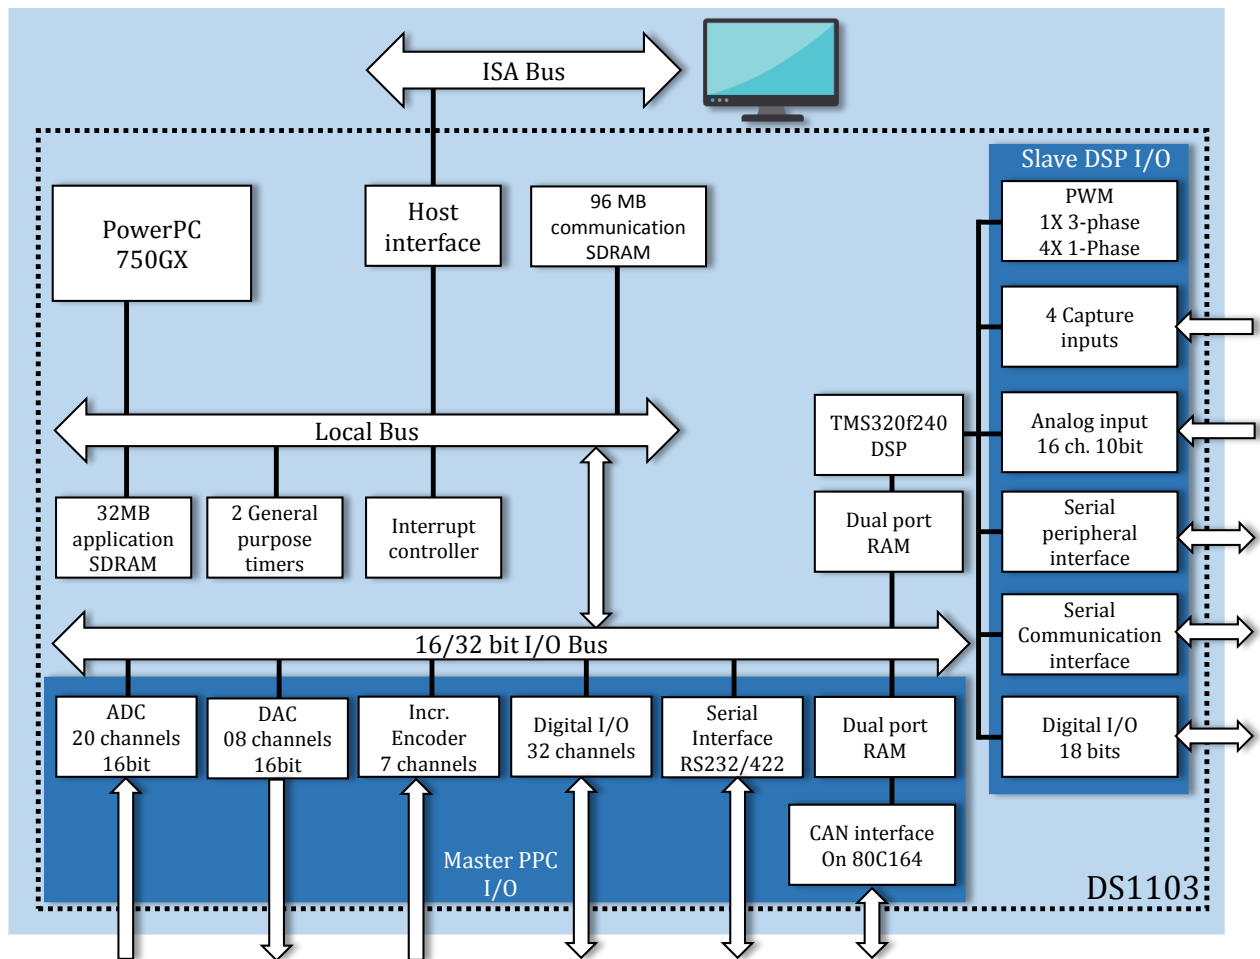 ISA Bus
Slave DSP I/O
PowerPC
750GX
Host
interface
96 MB
communication
SDRAM
PWM
1X 3-phase
4X 1-Phase
4 Capture
inputs
Local Bus
TMS320f240
DSP
Analog input
16 ch. 10bit
32MB
application
SDRAM
2 General
purpose
timers
Interrupt
controller
Dual port
RAM
Serial
peripheral
interface
16/32 bit I/O Bus
Serial
Communication
interface
ADC
20 channels
16bit
DAC
08 channels
16bit
Incr.
Encoder
7 channels
Digital I/O
32 channels
Serial
Interface
RS232/422
Dual port
RAM
Digital I/O
18 bits
CAN interface
On 80C164
Master PPC
I/O
DS1103